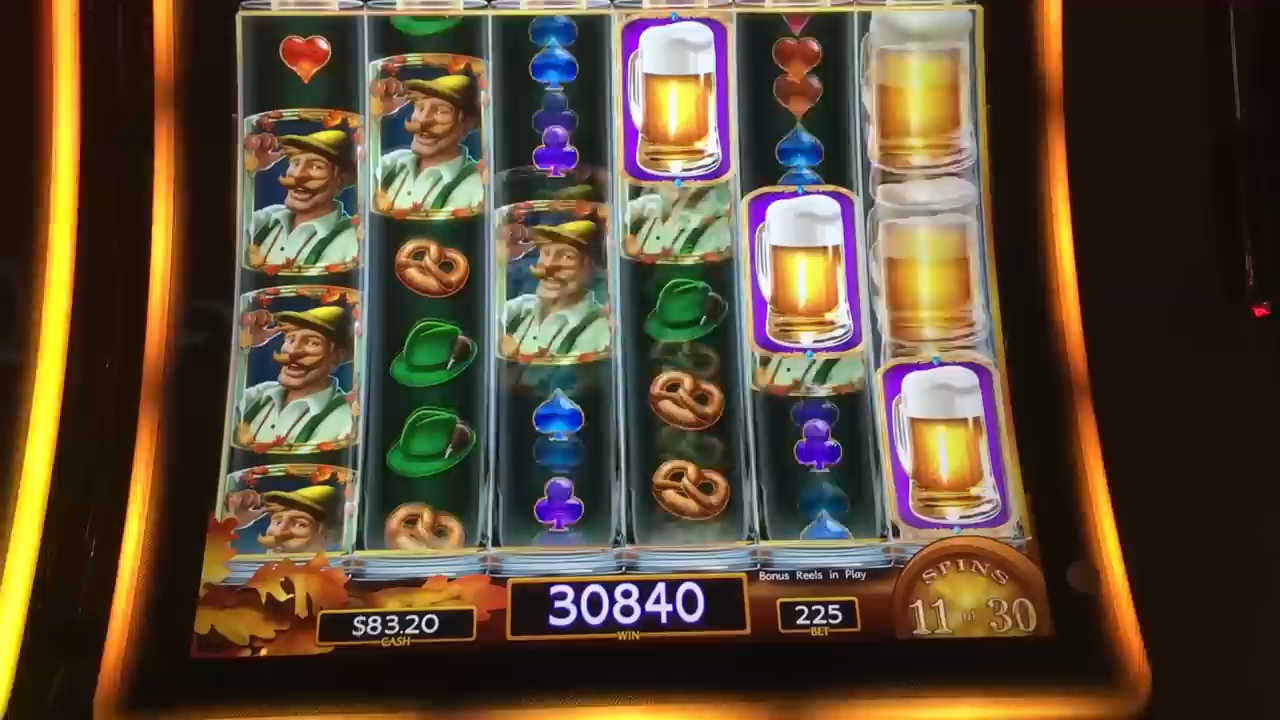 Bonus Reels in Play
SPINS
11 of 30
$83.20
CASH
30840
WIN
225
BET